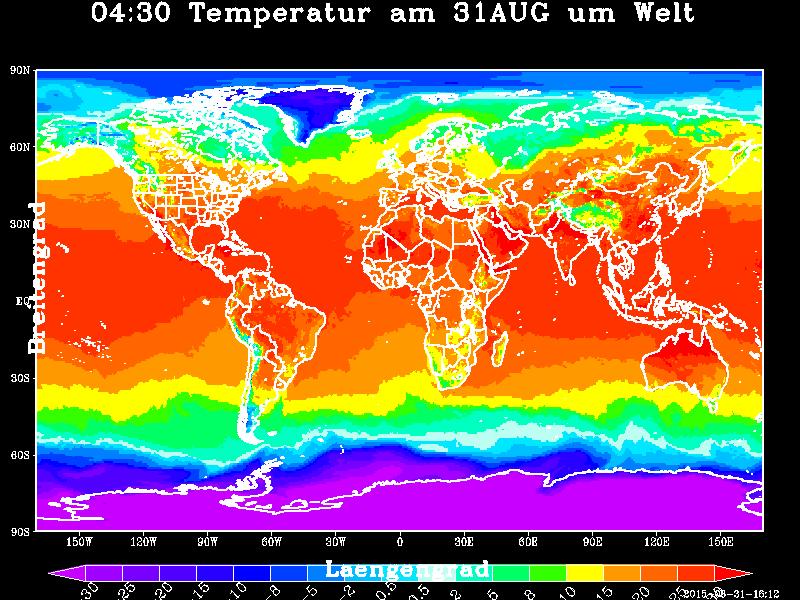 04:30 Temperatur am 31AUG um Welt
90N
60N
30N
EQ
30S
60S
90S
Breitengrad
150W 120W 90W 60W 30W 0 30E 60E 90E 120E 150E
Laengengrad
-30 -25 -20 -15 -10 -8 -5 -2 -0.5 0.5 2 5 8 10 15 20 25 30
2015-08-31-16:12